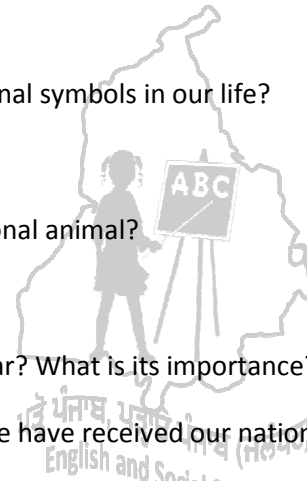 nal symbols in our life?
ABC
onal animal?
ar? What is its importance?
e have received our nation
English and